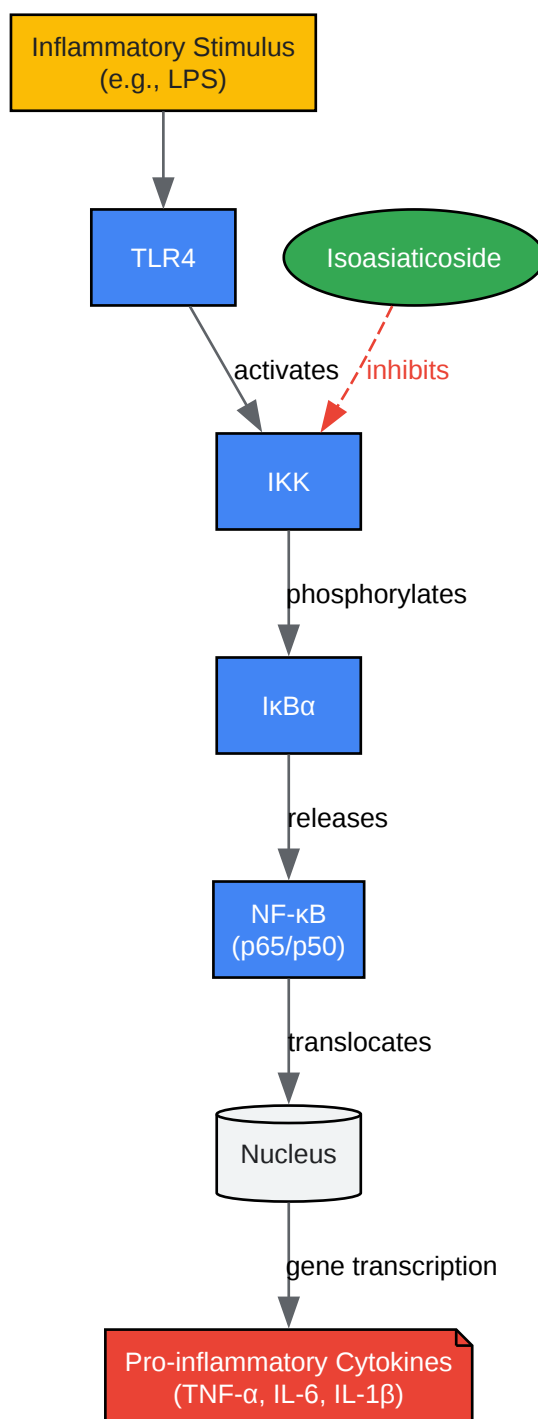 Inflammatory Stimulus
(e.g., LPS)
TLR4
Isoasiaticoside
activates
inhibits
IKK
phosphorylates
IκBα
releases
NF-κB
(p65/p50)
translocates
Nucleus
gene transcription
Pro-inflammatory Cytokines
(TNF-α, IL-6, IL-1β)